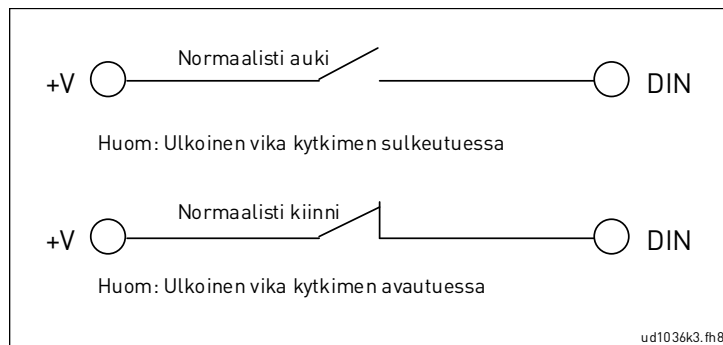 Normaalisti auki
+V DIN
Huom: Ulkoinen vika kytkimen sulkeutuessa
Normaalisti kiinni
+V DIN
Huom: Ulkoinen vika kytkimen avautuessa
ud1036k3.fh8